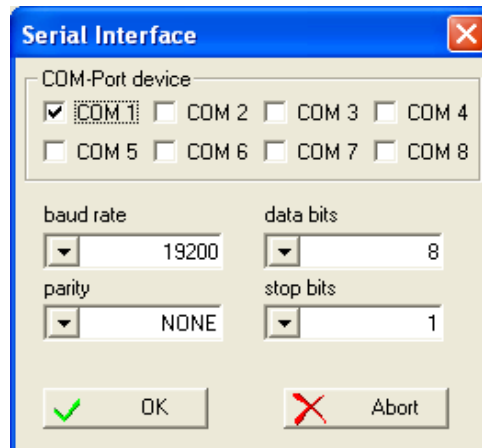 Serial Interface
COM-Port device
COM 1 COM 2 COM 3 COM 4
COM 5 COM 6 COM 7 COM 8
baud rate data bits
19200 8
parity stop bits
NONE 1
OK Abort